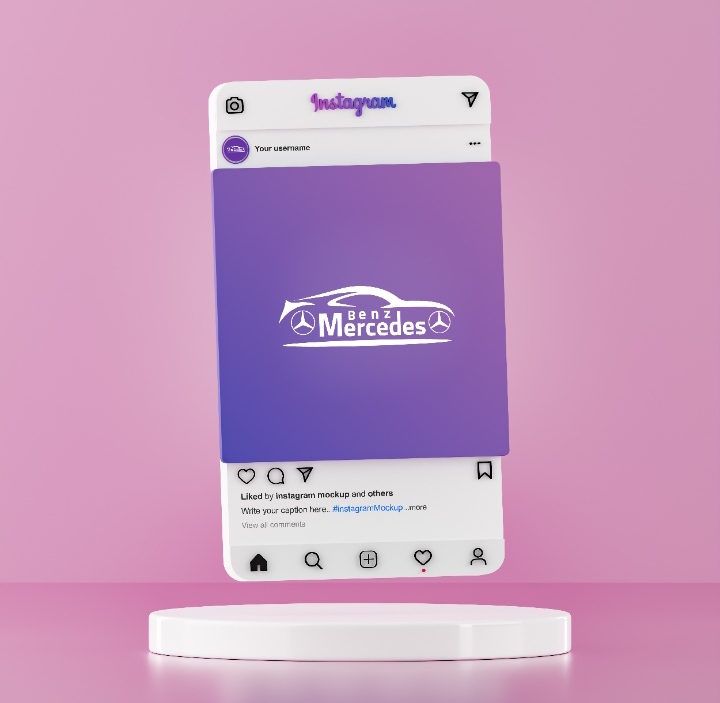 Instagram
Your username
Benz
Mercedes
Liked by instagram mockup and others
Write your caption here.. #instagramMockup...more
View all comments